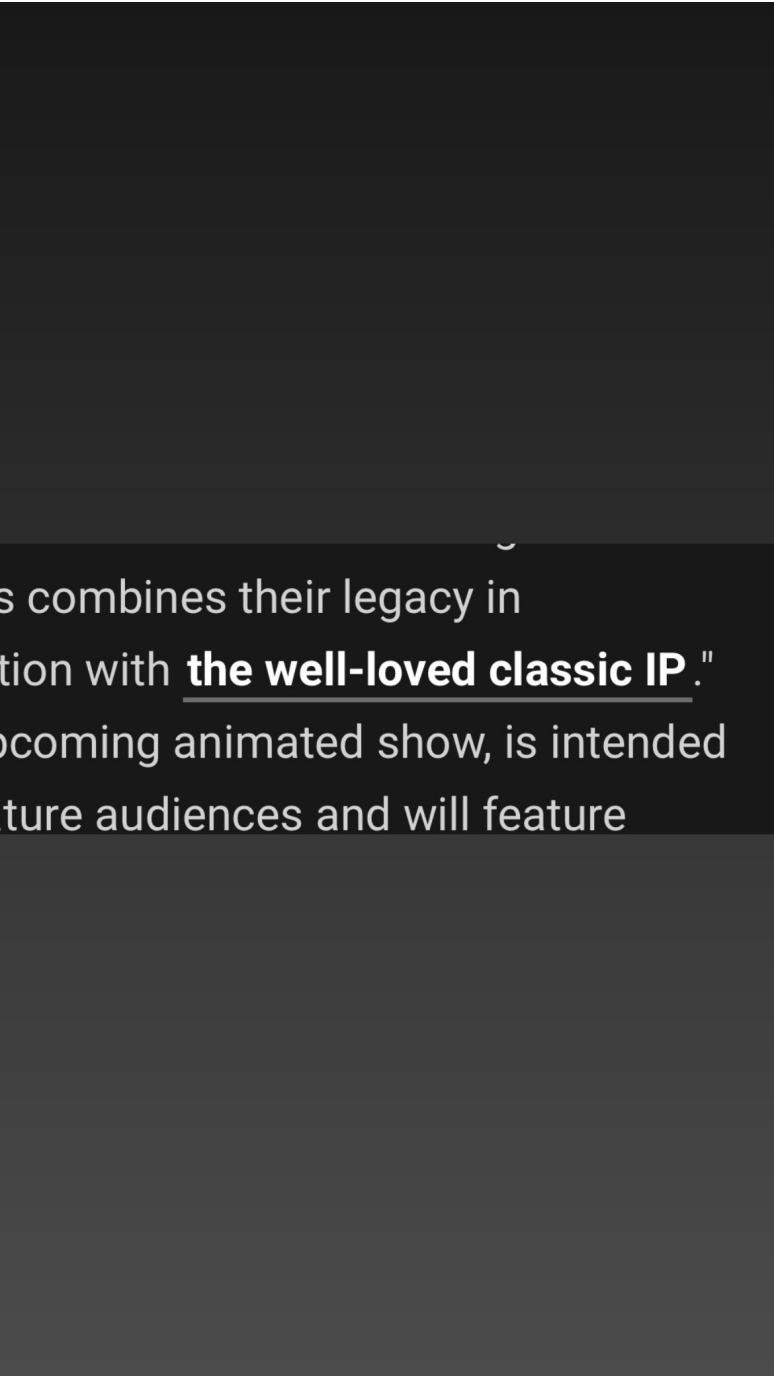 s combines their legacy in
tion with the well-loved classic IP."
coming animated show, is intended
ture audiences and will feature